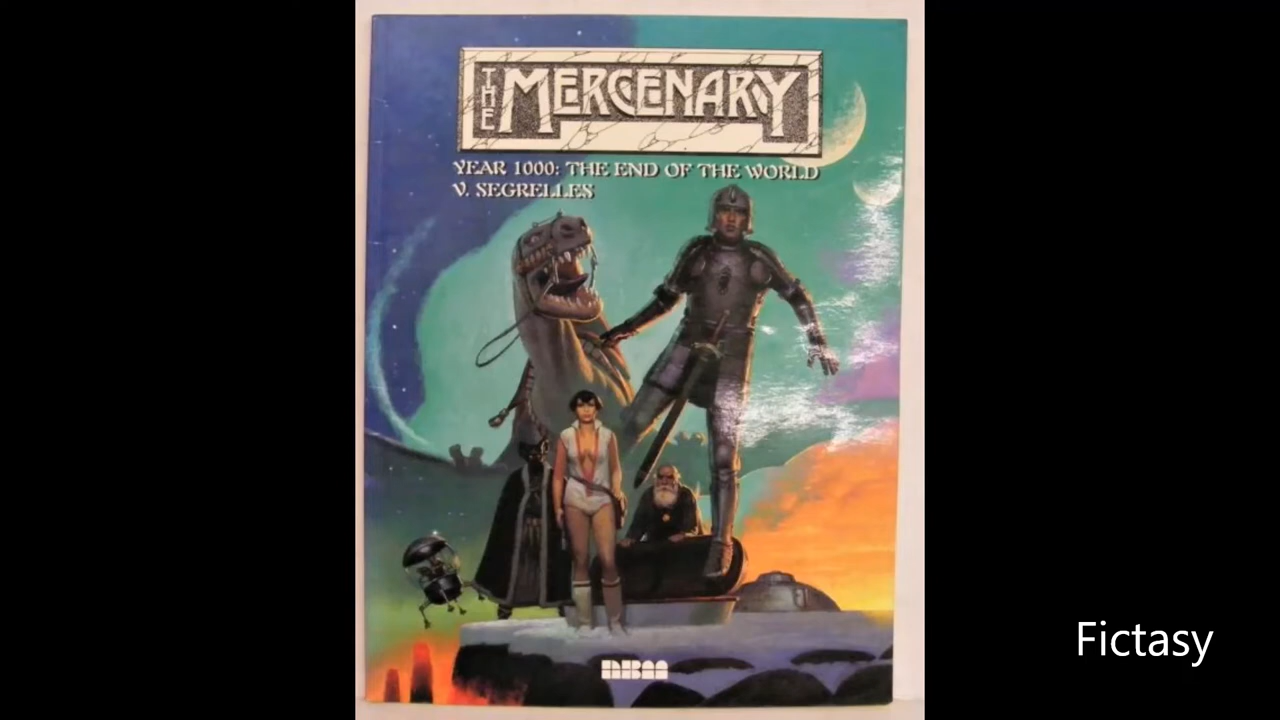 THE MERCENARY
YEAR 1000: THE END OF THE WORLD
V. SEGRELLES
NBM
Fictasy